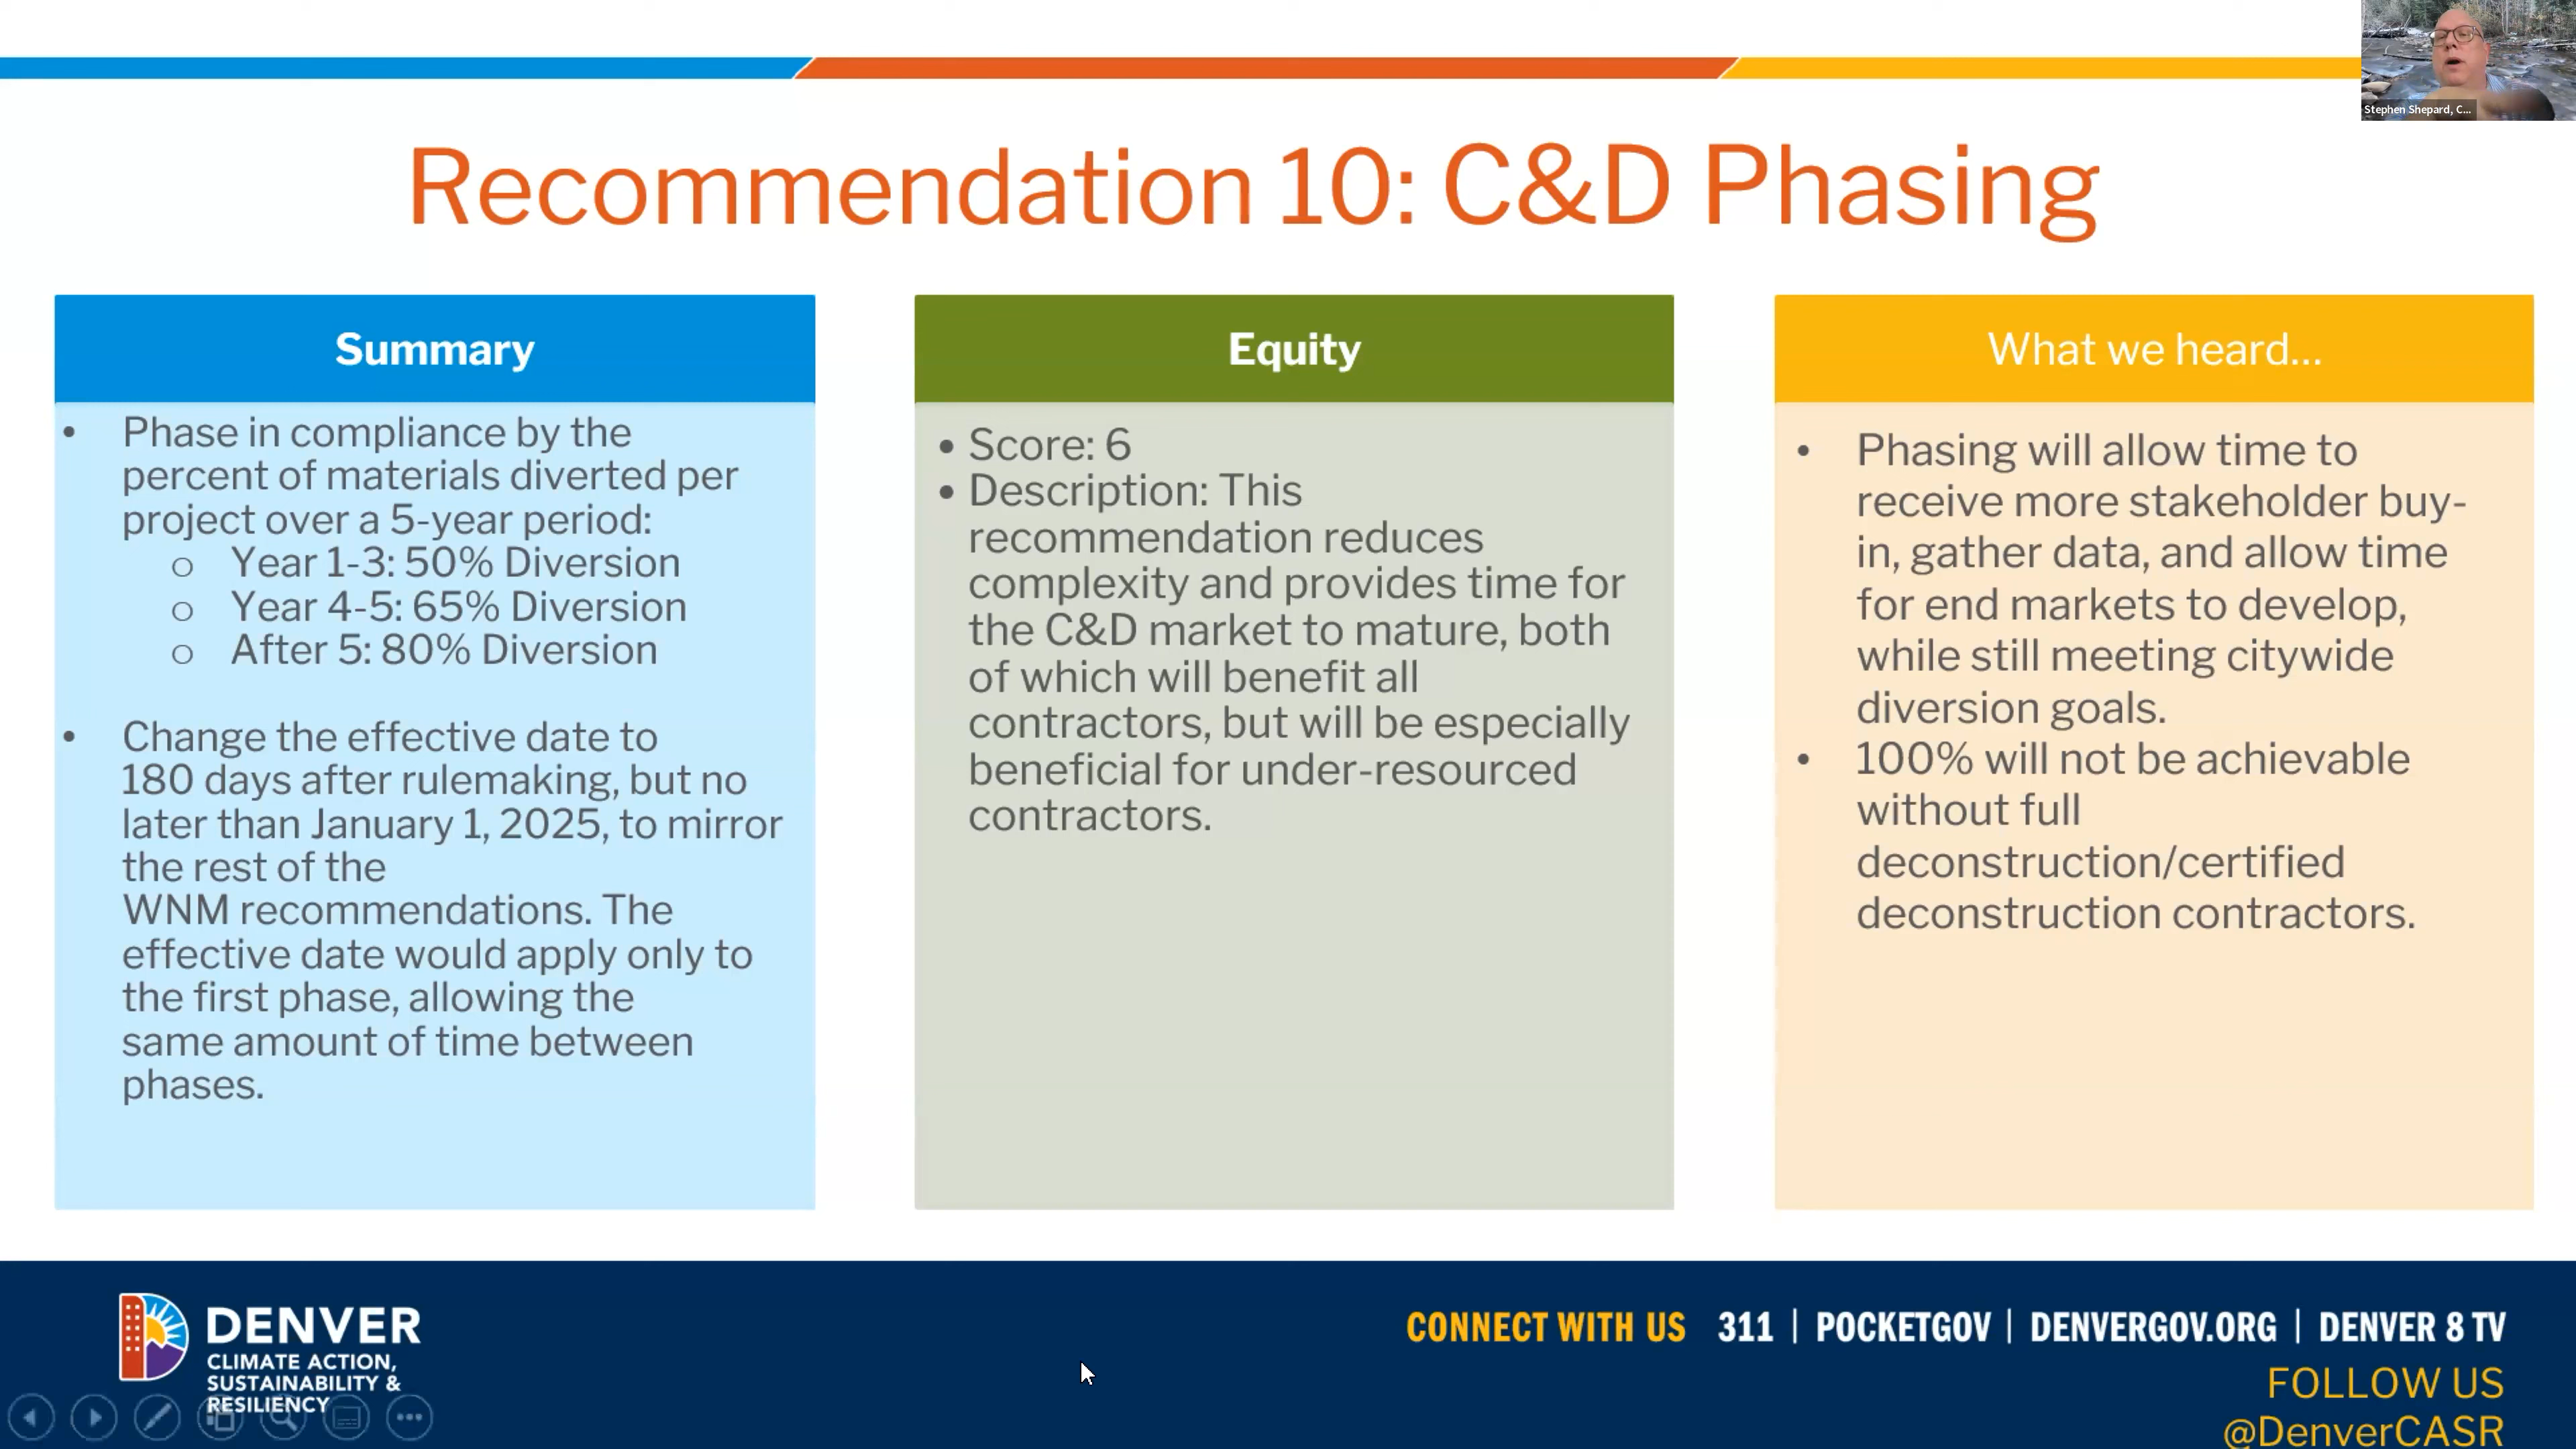 Stephen Shepard, C...
Recommendation 10: C&D Phasing
Summary
• Phase in compliance by the
percent of materials diverted per
project over a 5-year period:
o Year 1-3: 50% Diversion
o Year 4-5: 65% Diversion
o After 5: 80% Diversion
• Change the effective date to
180 days after rulemaking, but no
later than January 1, 2025, to mirror
the rest of the
WNM recommendations. The
effective date would apply only to
the first phase, allowing the
same amount of time between
phases.
Equity
• Score: 6
• Description: This
recommendation reduces
complexity and provides time for
the C&D market to mature, both
of which will benefit all
contractors, but will be especially
beneficial for under-resourced
contractors.
What we heard...
• Phasing will allow time to
receive more stakeholder buy-
in, gather data, and allow time
for end markets to develop,
while still meeting citywide
diversion goals.
• 100% will not be achievable
without full
deconstruction/certified
deconstruction contractors.
DENVER
CLIMATE ACTION,
SUSTAINABILITY &
RESILIENCY
CONNECT WITH US 311 | POCKETGOV | DENVERGOV.ORG | DENVER 8 TV
FOLLOW US
@DenverCASR